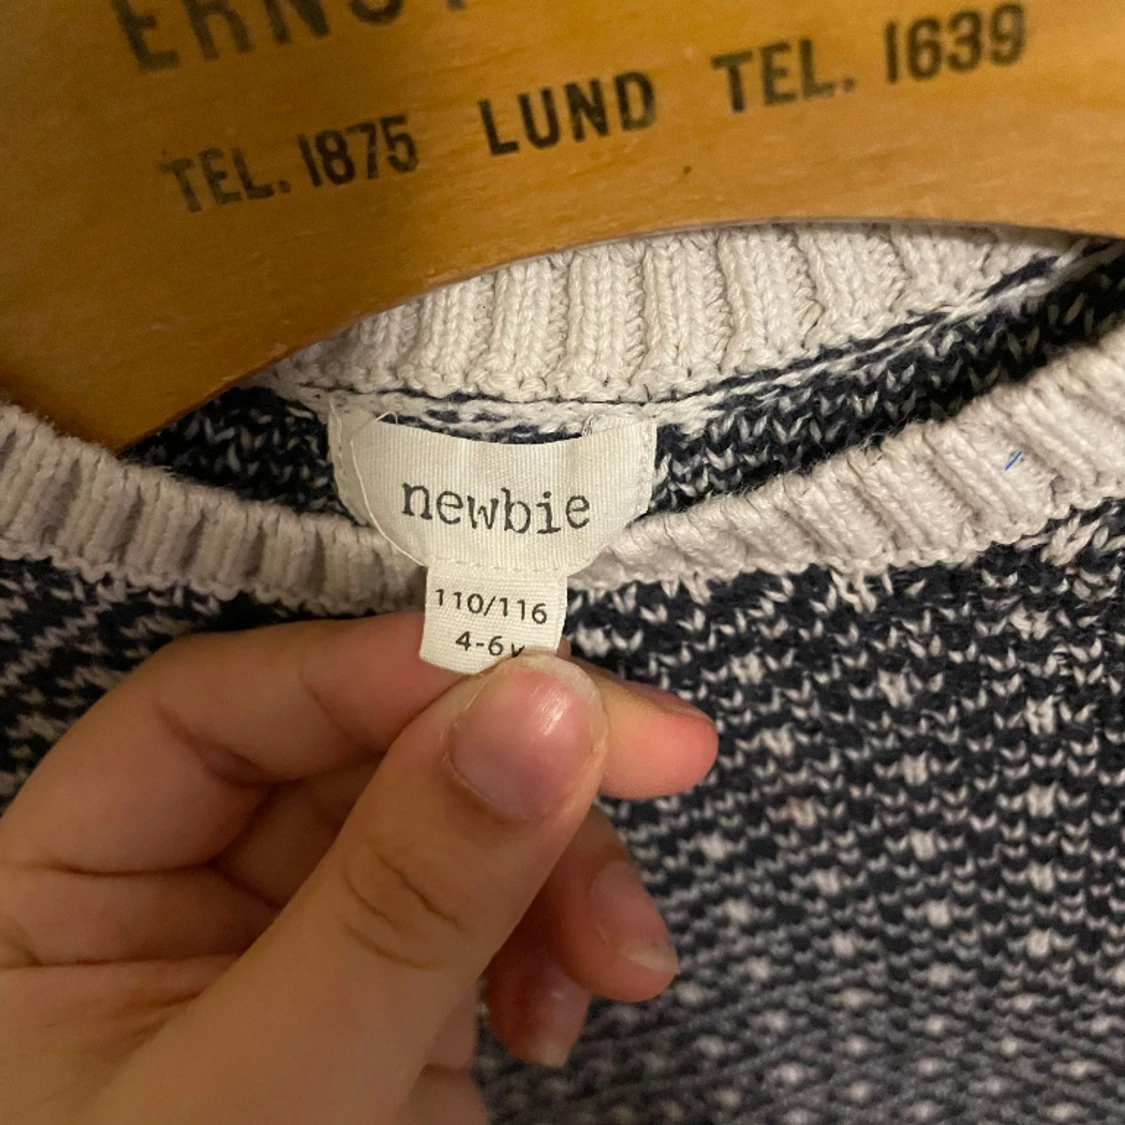 TEL. 1875 LUND TEL. 1639
newbie
110/116
4-6